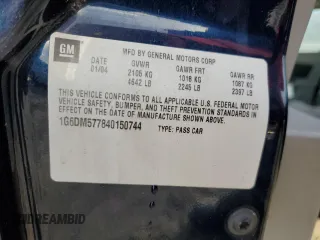 GM
MFD BY GENERAL MOTORS CORP
DATE GVWR GAWR FRT GAWR RR
01/04 2105 KG 1018 KG 1087 KG
4642 LB 2245 LB 2397 LB
THIS VEHICLE CONFORMS TO ALL APPLICABLE U.S. FEDERAL MOTOR
VEHICLE SAFETY, BUMPER, AND THEFT PREVENTION STANDARDS IN
EFFECT ON THE DATE OF MANUFACTURE SHOWN ABOVE.
1G6DM577840150744 TYPE: PASS CAR